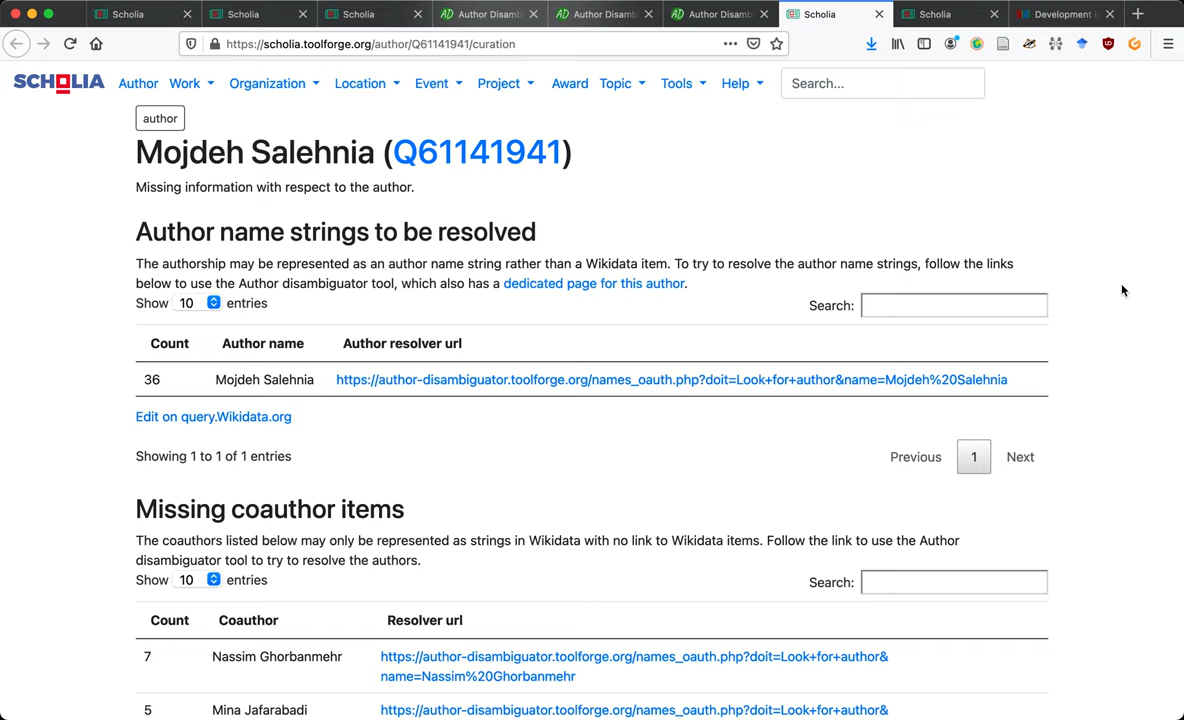 Scholia
Scholia
Scholia
Author Disamb
Author Disamb
Author Disamb
Scholia
Scholia
Development i
https://scholia.toolforge.org/author/Q61141941/curation
SCHOLIA Author Work Organization Location Event Project Award Topic Tools Help Search...
author
Mojdeh Salehnia (Q61141941)
Missing information with respect to the author.
Author name strings to be resolved
The authorship may be represented as an author name string rather than a Wikidata item. To try to resolve the author name strings, follow the links
below to use the Author disambiguator tool, which also has a dedicated page for this author.
Show 10 entries Search:
Count Author name Author resolver url
36 Mojdeh Salehnia https://author-disambiguator.toolforge.org/names_oauth.php?doit=Look+for+author&name=Mojdeh%20Salehnia
Edit on query.Wikidata.org
Showing 1 to 1 of 1 entries Previous 1 Next
Missing coauthor items
The coauthors listed below may only be represented as strings in Wikidata with no link to Wikidata items. Follow the link to use the Author
disambiguator tool to try to resolve the authors.
Show 10 entries Search:
Count Coauthor Resolver url
7 Nassim Ghorbanmehr https://author-disambiguator.toolforge.org/names_oauth.php?doit=Look+for+author&
name=Nassim%20Ghorbanmehr
5 Mina Jafarabadi https://author-disambiguator.toolforge.org/names_oauth.php?doit=Look+for+author&